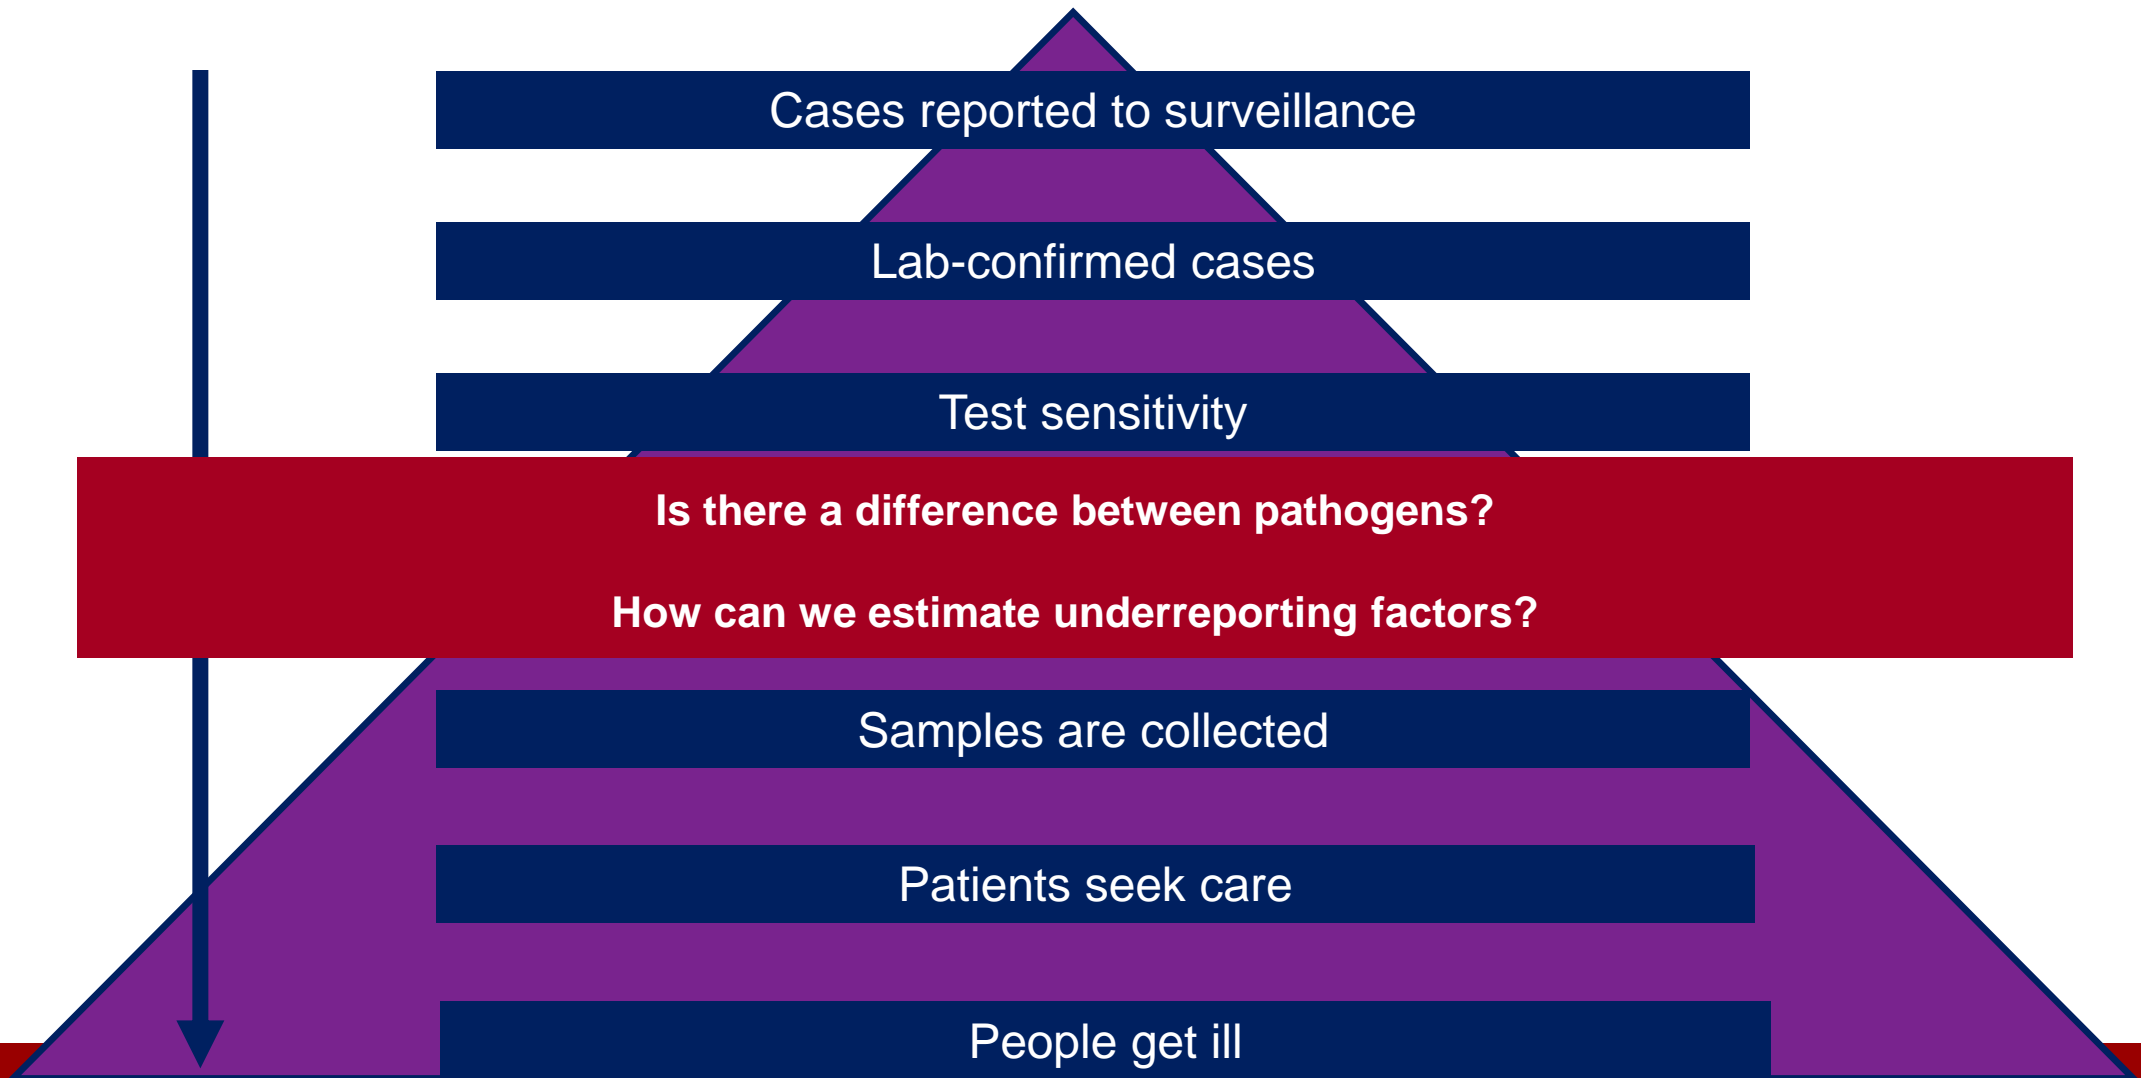 Cases reported to surveillance
Lab-confirmed cases
Test sensitivity
Is there a difference between pathogens?
How can we estimate underreporting factors?
Samples are collected
Patients seek care
People get ill